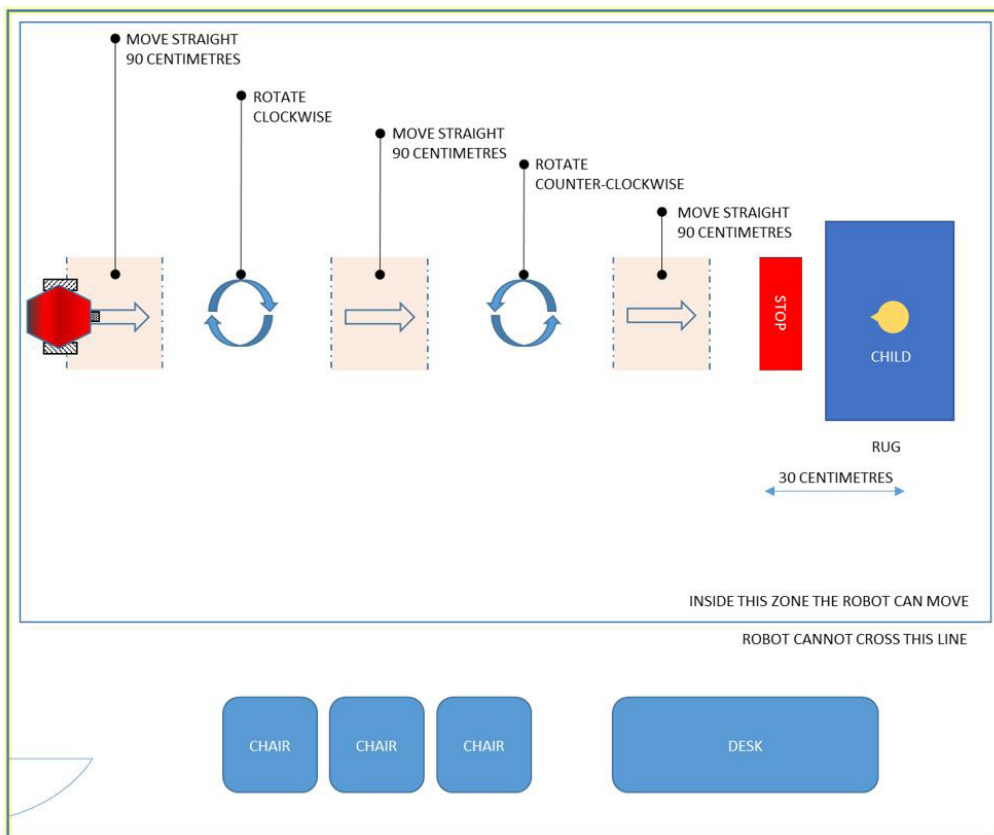 MOVE STRAIGHT
90 CENTIMETRES
ROTATE
CLOCKWISE
MOVE STRAIGHT
90 CENTIMETRES
ROTATE
COUNTER-CLOCKWISE
MOVE STRAIGHT
90 CENTIMETRES
STOP
CHILD
RUG
30 CENTIMETRES
INSIDE THIS ZONE THE ROBOT CAN MOVE
ROBOT CANNOT CROSS THIS LINE
CHAIR
CHAIR
CHAIR
DESK